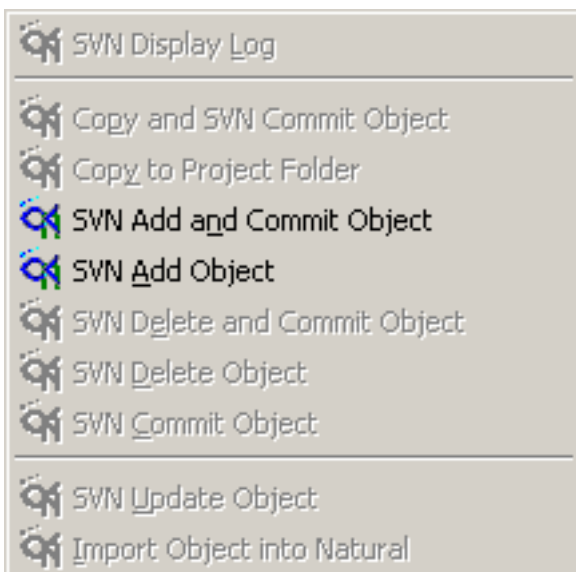 SVN Display Log
Copy and SVN Commit Object
Copy to Project Folder
SVN Add and Commit Object
SVN Add Object
SVN Delete and Commit Object
SVN Delete Object
SVN Commit Object
SVN Update Object
Import Object into Natural